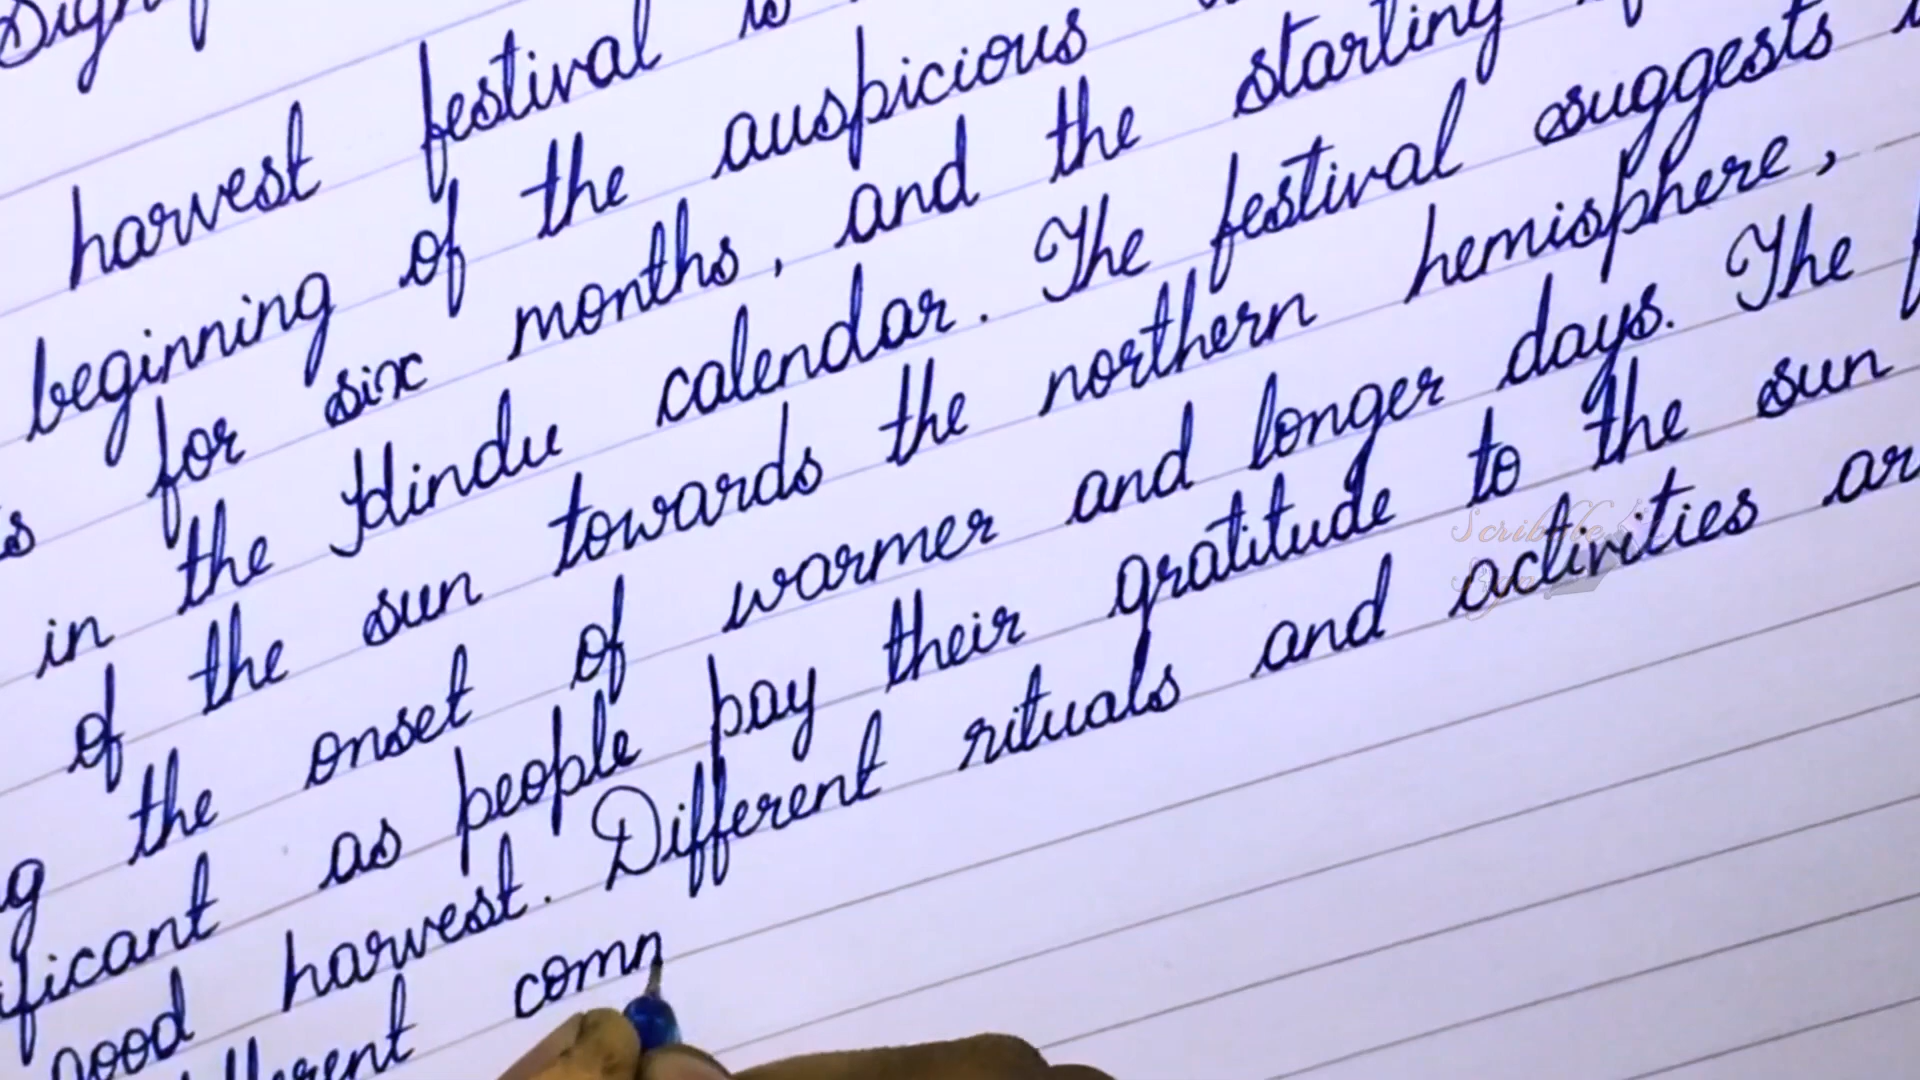 harvest festival is
beginning of the auspicious
for six months, and the starting
in the Hindu calendar. The festival suggests
of the sun towards the northern hemisphere,
g the onset of warmer and longer days. The
ificant as people pay their gratitude to the sun
good harvest. Different rituals and activities ar
fferent comn